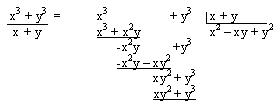 x³ + y³ = x³ + y³ x + y
x + y x³ + x²y x² – xy + y²
-x²y +y³
-x²y – xy²
xy² + y³
xy² + y³